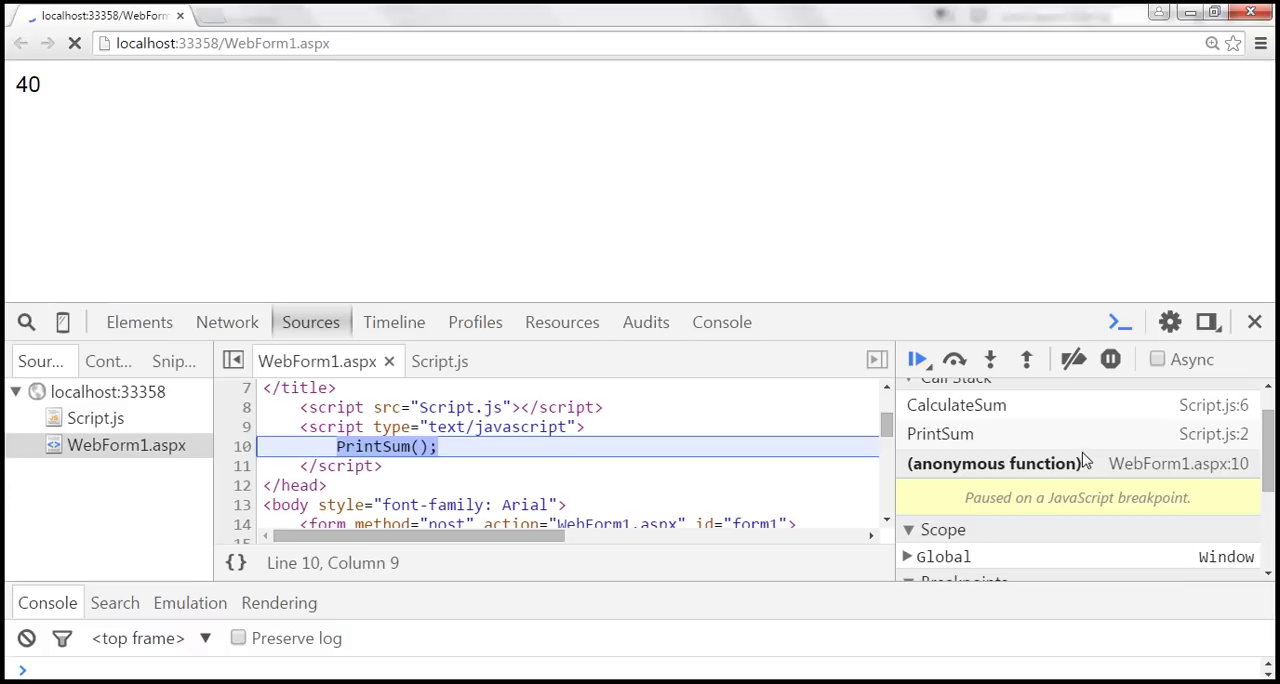 localhost:33358/WebForm
localhost:33358/WebForm1.aspx
40
Elements Network Sources Timeline Profiles Resources Audits Console
Sour... Cont... Snip...
WebForm1.aspx Script.js
Async
localhost:33358
Script.js
WebForm1.aspx
7 </title>
8 <script src="Script.js"></script>
9 <script type="text/javascript">
10 PrintSum();
11 </script>
12 </head>
13 <body style="font-family: Arial">
14 <form method="post" action="WebForm1.aspx" id="form1">
15
{} Line 10, Column 9
Call Stack
CalculateSum Script.js:6
PrintSum Script.js:2
(anonymous function) WebForm1.aspx:10
Paused on a JavaScript breakpoint.
Scope
Global Window
Breakpoints
Console Search Emulation Rendering
<top frame> Preserve log